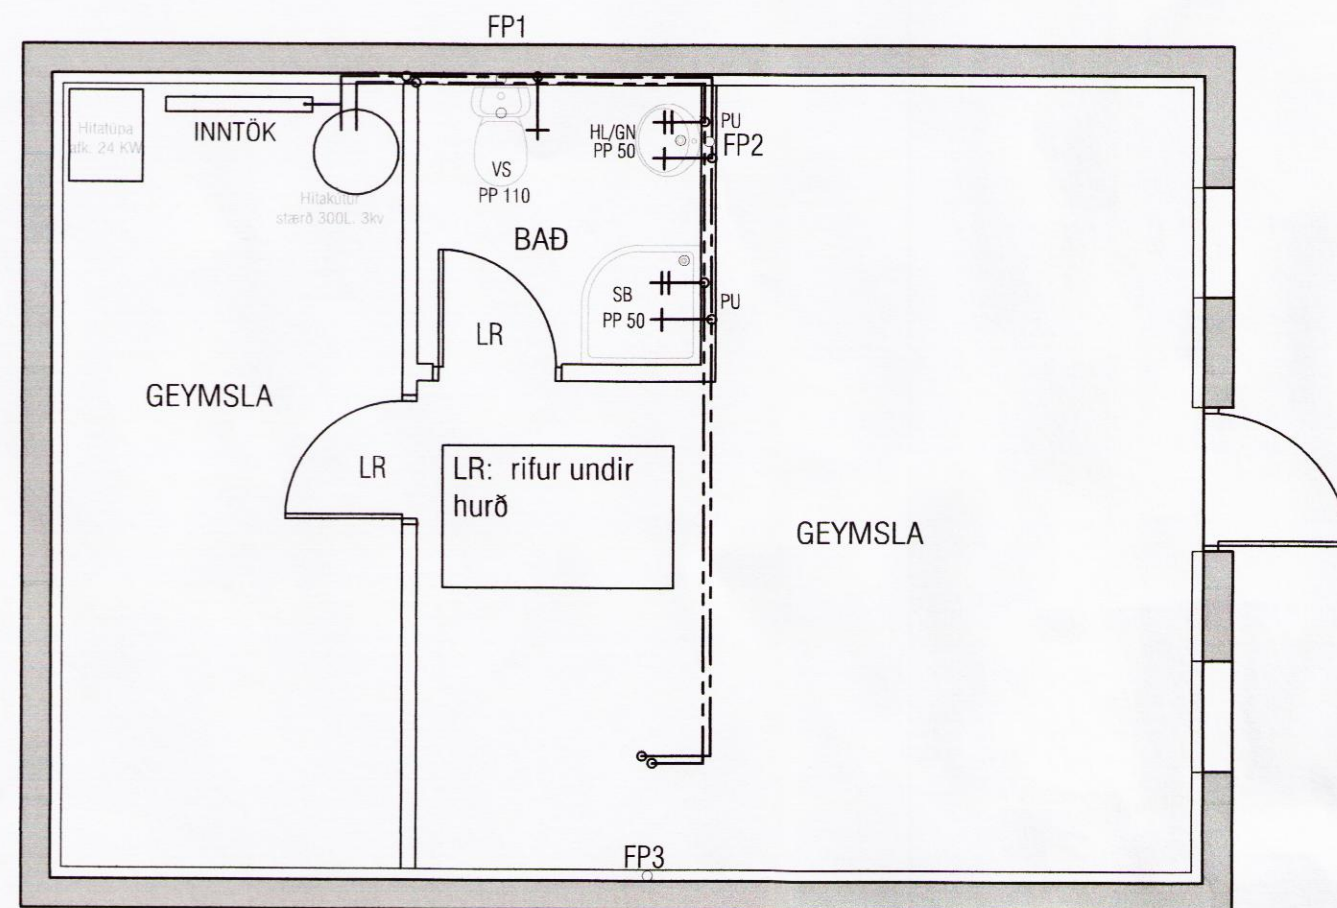 FP1
Hitatúpa
afk. 24 KW
INNTÖK
Hitakútur
stærð 300L. 3kv
VS
PP 110
HL/GN
PP 50
PU
FP2
BAÐ
SB
PP 50
PU
LR
GEYMSLA
LR
LR: rifur undir
hurð
GEYMSLA
FP3